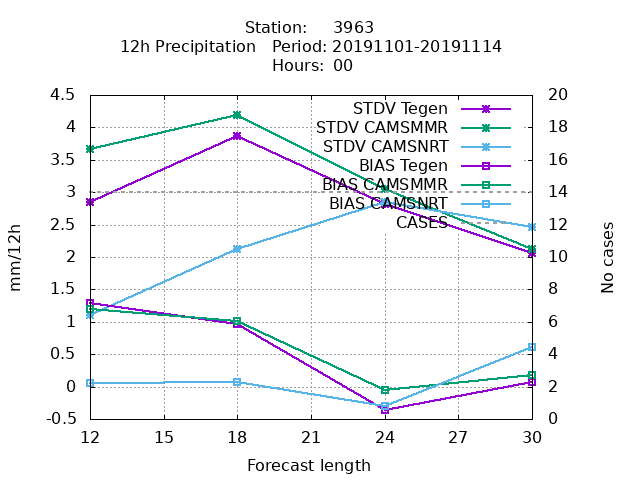 Station: 3963
12h Precipitation Period: 20191101-20191114
Hours: 00
STDV Tegen
STDV CAMSMMR
STDV CAMSNRT
BIAS Tegen
BIAS CAMSMMR
BIAS CAMSNRT
CASES
mm/12h
4.5
4
3.5
3
2.5
2
1.5
1
0.5
0
-0.5
20
18
16
14
12
10
8
6
4
2
0
No cases
12 15 18 21 24 27 30
Forecast length